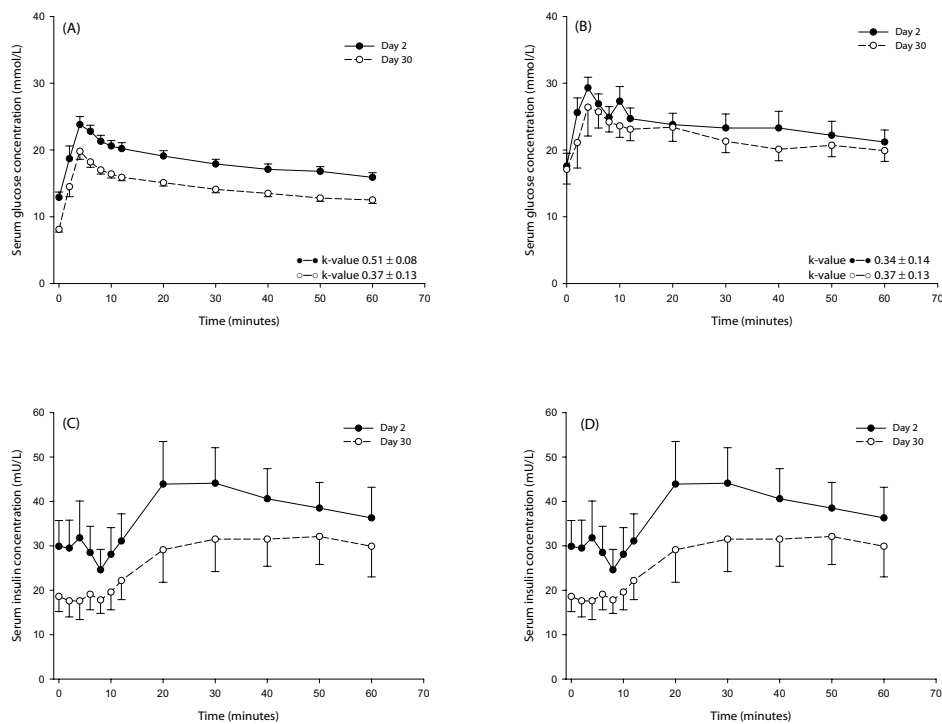 (A)
Day 2
Day 30
Serum glucose concentration (mmol/L)
40
30
20
10
0
k-value ●–● 0.51 ± 0.08
k-value ○–○ 0.37 ± 0.13
0 10 20 30 40 50 60 70
Time (minutes)
(B)
Day 2
Day 30
Serum glucose concentration (mmol/L)
40
30
20
10
0
k-value ●–● 0.34 ± 0.14
k-value ○–○ 0.37 ± 0.13
0 10 20 30 40 50 60 70
Time (minutes)
(C)
Day 2
Day 30
Serum insulin concentration (mU/L)
60
50
40
30
20
10
0
0 10 20 30 40 50 60 70
Time (minutes)
(D)
Day 2
Day 30
Serum insulin concentration (mU/L)
60
50
40
30
20
10
0
0 10 20 30 40 50 60 70
Time (minutes)